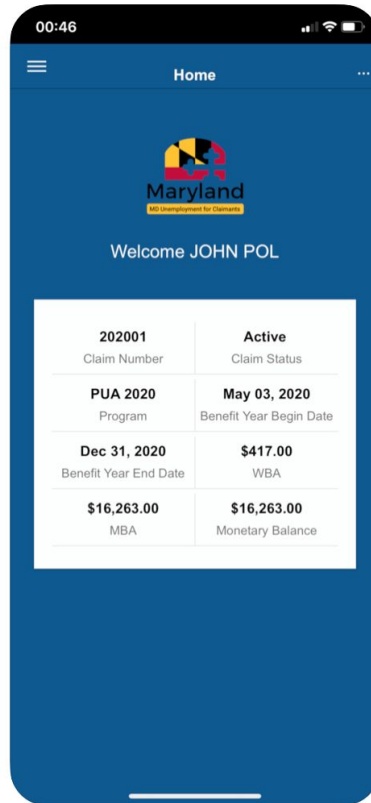 00:46
Home
Maryland
MD Unemployment for Claimants
Welcome JOHN POL
202001
Claim Number
Active
Claim Status
PUA 2020
Program
May 03, 2020
Benefit Year Begin Date
Dec 31, 2020
Benefit Year End Date
$417.00
WBA
$16,263.00
MBA
$16,263.00
Monetary Balance